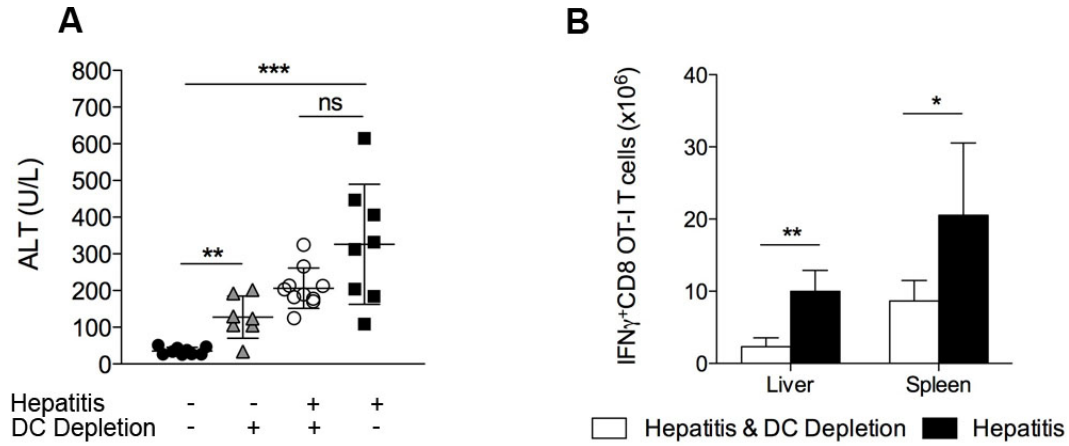 A
ALT (U/L)
800
700
600
500
400
300
200
100
0
***
ns
**
Hepatitis - - + +
DC Depletion - + + -
B
IFNγ⁺CD8 OT-I T cells (x10⁶)
40
30
20
10
0
**
*
Liver Spleen
Hepatitis & DC Depletion Hepatitis